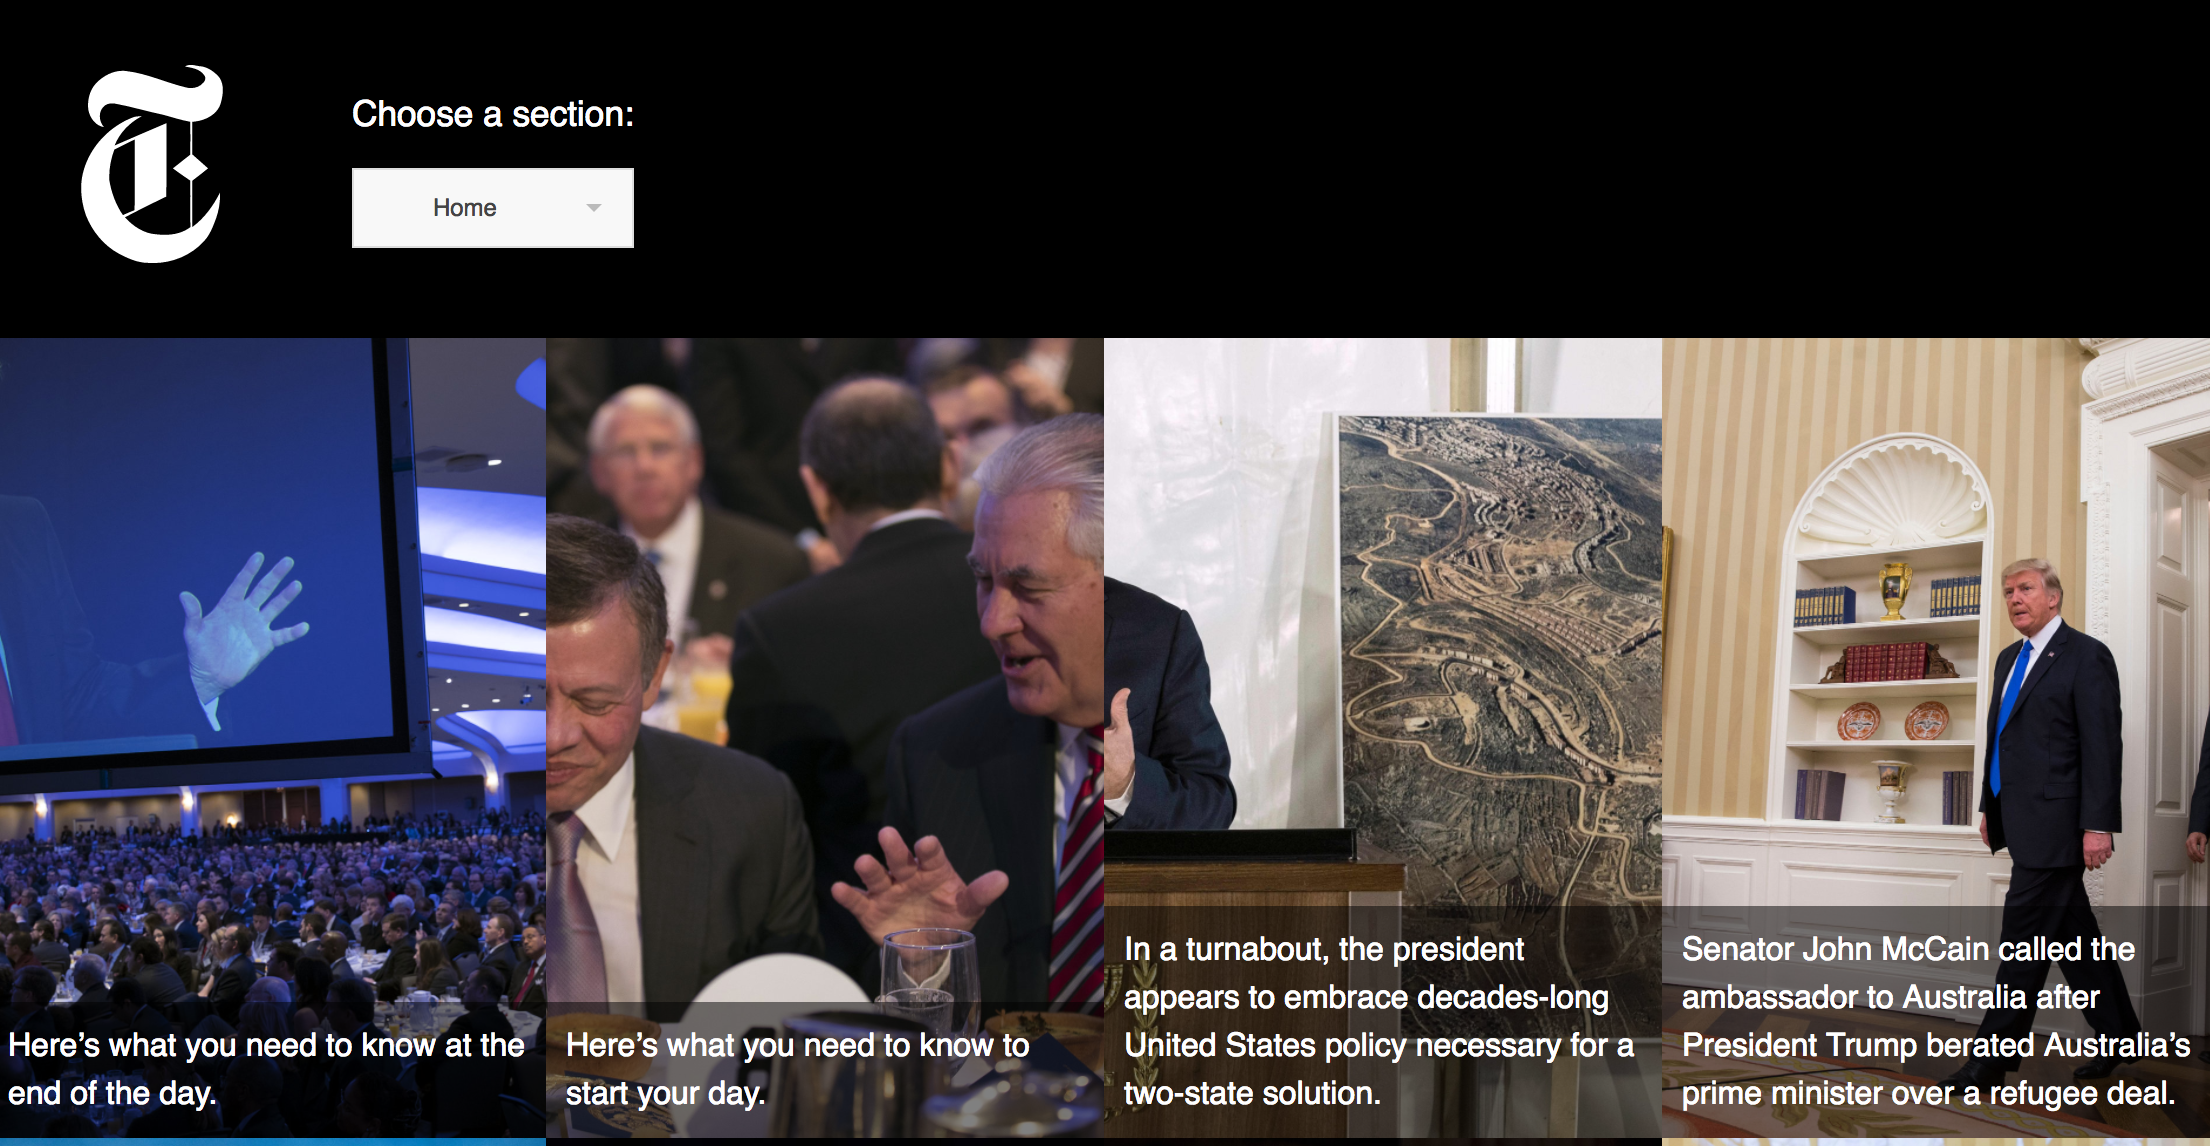 Choose a section:
Home
Here’s what you need to know at the
end of the day.
Here’s what you need to know to
start your day.
In a turnabout, the president
appears to embrace decades-long
United States policy necessary for a
two-state solution.
Senator John McCain called the
ambassador to Australia after
President Trump berated Australia’s
prime minister over a refugee deal.